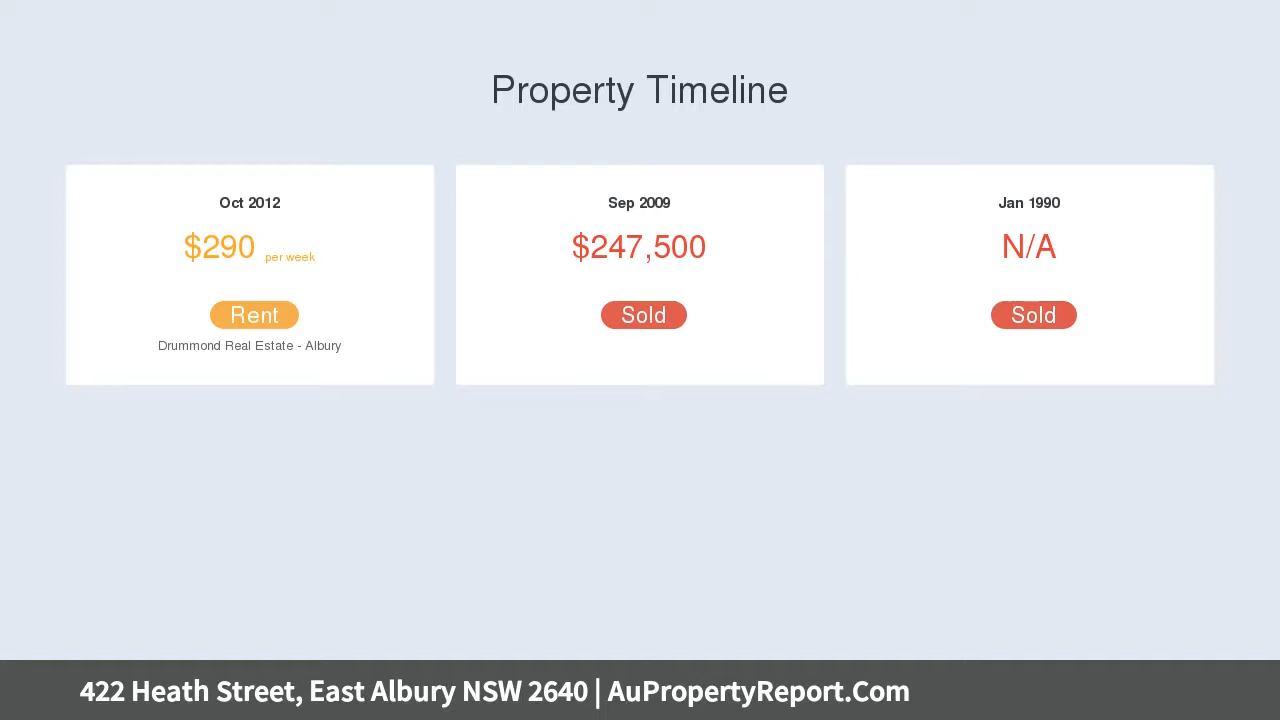 Property Timeline
Oct 2012
$290 per week
Rent
Drummond Real Estate - Albury
Sep 2009
$247,500
Sold
Jan 1990
N/A
Sold
422 Heath Street, East Albury NSW 2640 | AuPropertyReport.Com